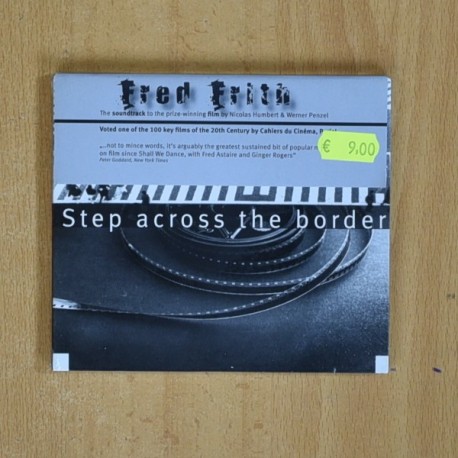 Fred Frith
The soundtrack to the prize-winning film by Nicolas Humbert & Werner Penzel
Voted one of the 100 key films of the 20th Century by Cahiers du Cinéma,
„...not to mince words, it's arguably the greatest sustained bit of popular
on film since Shall We Dance, with Fred Astaire and Ginger Rogers"
Peter Goddard, New York Times
€ 9,00
Step across the border